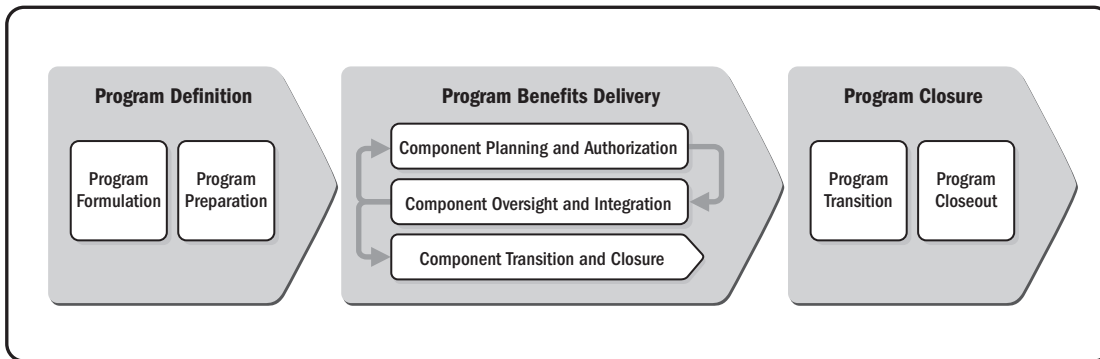 Program Definition
Program
Formulation
Program
Preparation
Program Benefits Delivery
Component Planning and Authorization
Component Oversight and Integration
Component Transition and Closure
Program Closure
Program
Transition
Program
Closeout